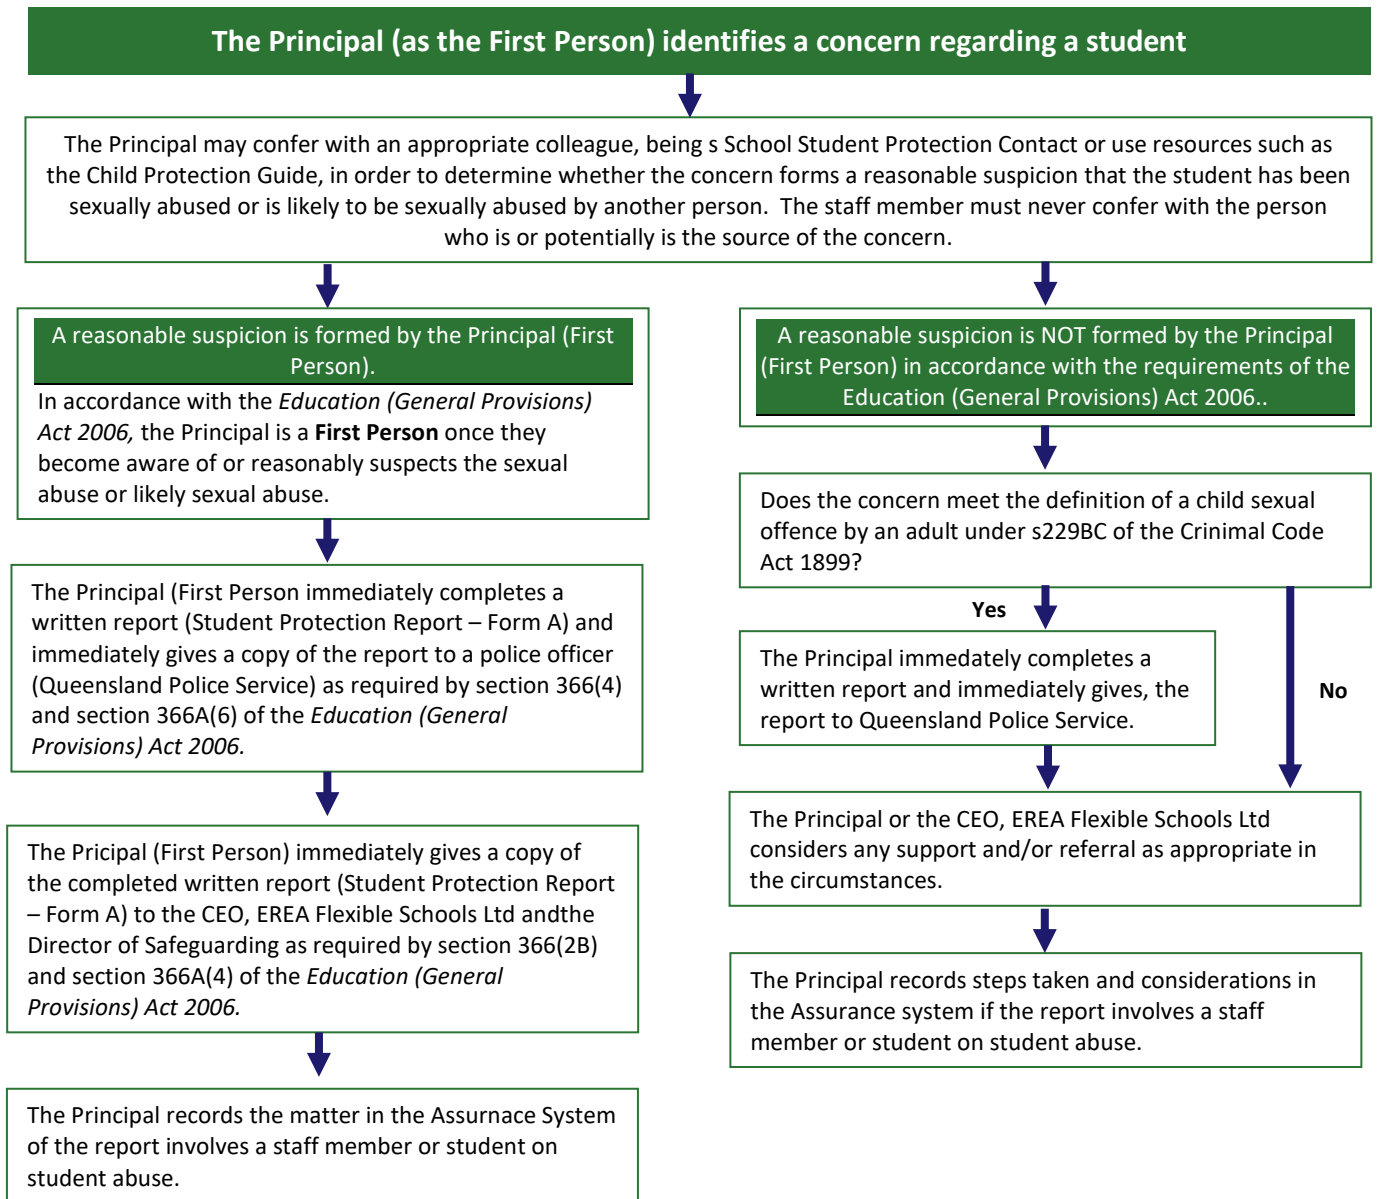 The Principal (as the First Person) identifies a concern regarding a student
The Principal may confer with an appropriate colleague, being s School Student Protection Contact or use resources such as
the Child Protection Guide, in order to determine whether the concern forms a reasonable suspicion that the student has been
sexually abused or is likely to be sexually abused by another person.  The staff member must never confer with the person
who is or potentially is the source of the concern.
A reasonable suspicion is formed by the Principal (First
Person).
In accordance with the Education (General Provisions)
Act 2006, the Principal is a First Person once they
become aware of or reasonably suspects the sexual
abuse or likely sexual abuse.
The Principal (First Person immediately completes a
written report (Student Protection Report – Form A) and
immediately gives a copy of the report to a police officer
(Queensland Police Service) as required by section 366(4)
and section 366A(6) of the Education (General
Provisions) Act 2006.
The Pricipal (First Person) immediately gives a copy of
the completed written report (Student Protection Report
– Form A) to the CEO, EREA Flexible Schools Ltd andthe
Director of Safeguarding as required by section 366(2B)
and section 366A(4) of the Education (General
Provisions) Act 2006.
The Principal records the matter in the Assurnace System
of the report involves a staff member or student on
student abuse.
A reasonable suspicion is NOT formed by the Principal
(First Person) in accordance with the requirements of the
Education (General Provisions) Act 2006..
Does the concern meet the definition of a child sexual
offence by an adult under s229BC of the Crinimal Code
Act 1899?
Yes
The Principal immedately completes a
written report and immediately gives, the
report to Queensland Police Service.
No
The Principal or the CEO, EREA Flexible Schools Ltd
considers any support and/or referral as appropriate in
the circumstances.
The Principal records steps taken and considerations in
the Assurance system if the report involves a staff
member or student on student abuse.